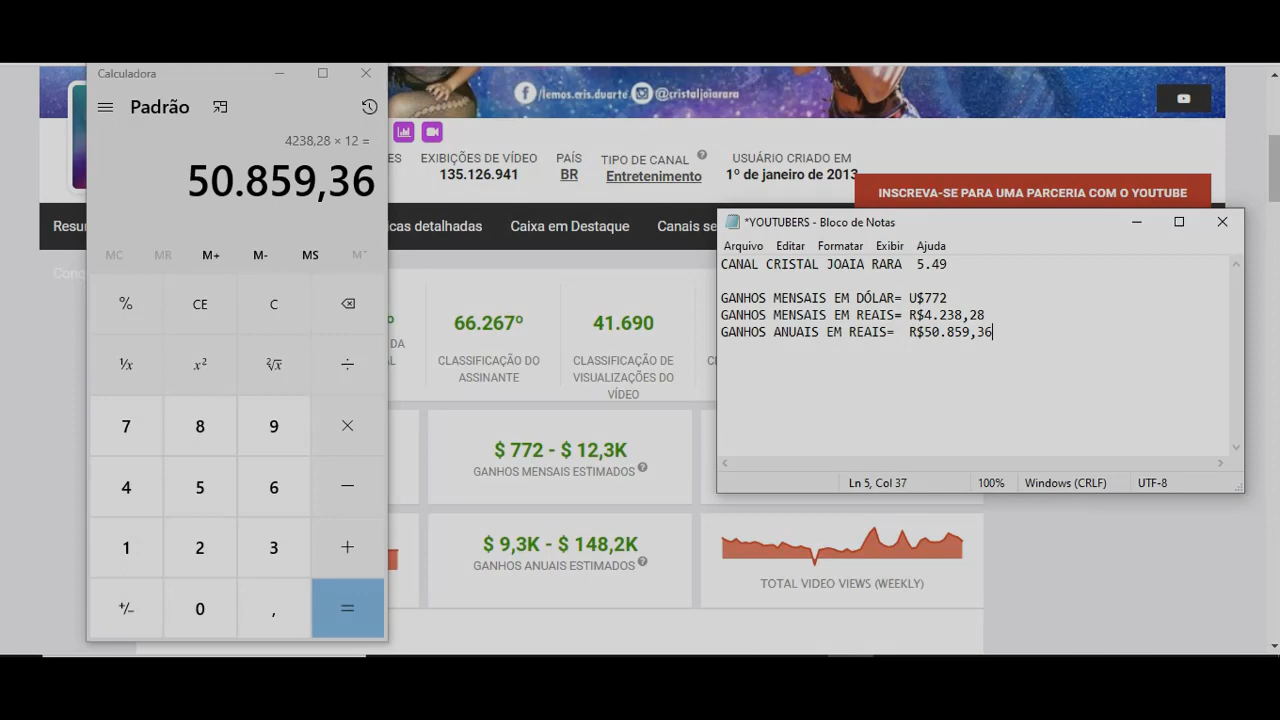 Calculadora
Padrão
4238,28 × 12 =
50.859,36
MC MR M+ M- MS
% CE C
¹/x x² ²√x ÷
7 8 9 ×
4 5 6 −
1 2 3 +
+/− 0 , =
/lemos.cris.duarte @cristaljoiarara
EXIBIÇÕES DE VÍDEO
135.126.941
PAÍS
BR
TIPO DE CANAL
Entretenimento
USUÁRIO CRIADO EM
1º de janeiro de 2013
INSCREVA-SE PARA UMA PARCERIA COM O YOUTUBE
Resu
cas detalhadas Caixa em Destaque Canais se
*YOUTUBERS - Bloco de Notas
Arquivo Editar Formatar Exibir Ajuda
CANAL CRISTAL JOAIA RARA 5.49
GANHOS MENSAIS EM DÓLAR= U$772
GANHOS MENSAIS EM REAIS= R$4.238,28
GANHOS ANUAIS EM REAIS= R$50.859,36
Ln 5, Col 37 100% Windows (CRLF) UTF-8
66.267º
CLASSIFICAÇÃO DO
ASSINANTE
41.690
CLASSIFICAÇÃO DE
VISUALIZAÇÕES DO
VÍDEO
$ 772 - $ 12,3K
GANHOS MENSAIS ESTIMADOS
$ 9,3K - $ 148,2K
GANHOS ANUAIS ESTIMADOS
TOTAL VIDEO VIEWS (WEEKLY)